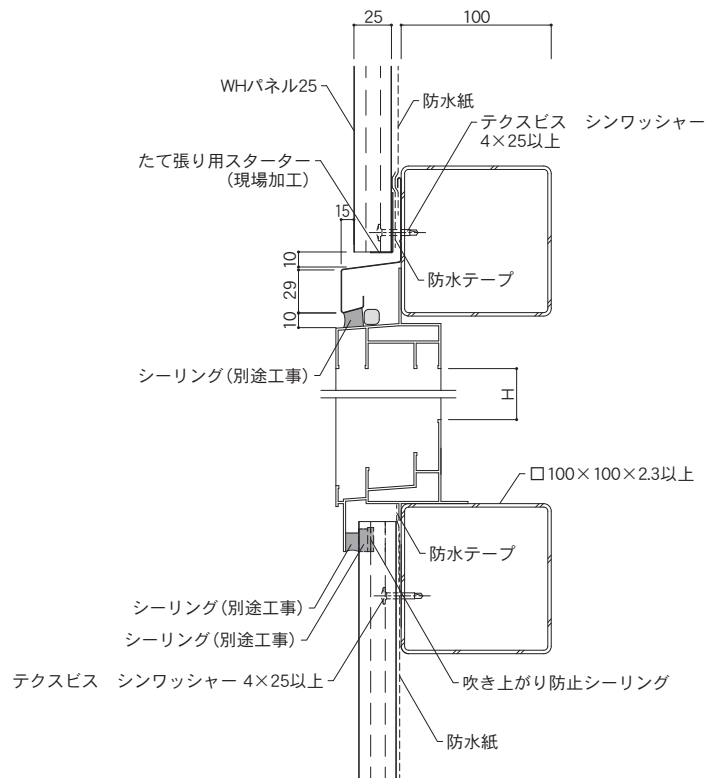 25
100
WHパネル25
防水紙
テクスビス　シンワッシャー
4×25以上
たて張り用スターター
(現場加工)
15
10
29
10
防水テープ
シーリング(別途工事)
H
□100×100×2.3以上
防水テープ
シーリング(別途工事)
シーリング(別途工事)
テクスビス　シンワッシャー 4×25以上
吹き上がり防止シーリング
防水紙